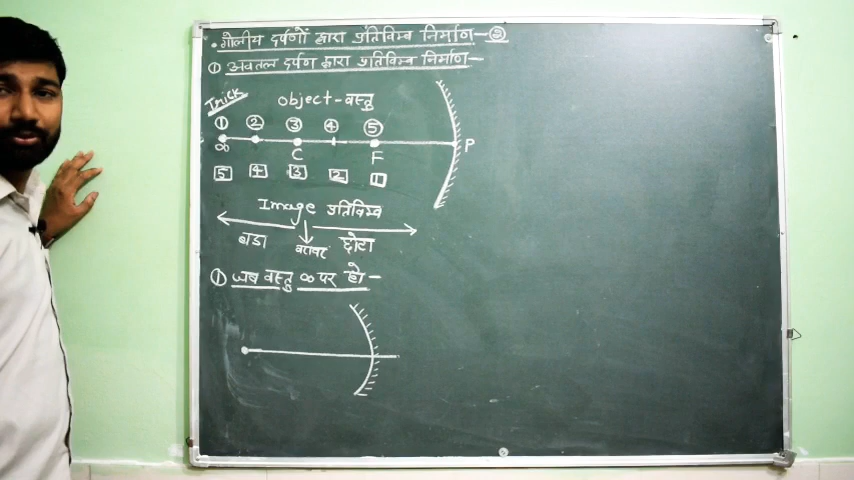 • गोलीय दर्पणों द्वारा प्रतिबिम्ब निर्माण-②
① अवतल दर्पण द्वारा प्रतिबिम्ब निर्माण-
Trick
object-वस्तु
① ② ③ ④ ⑤
∞ C F P
5 4 3 2 1
Image प्रतिबिम्ब
बडा बराबर छोटा
① जब वस्तु ∞ पर हो-